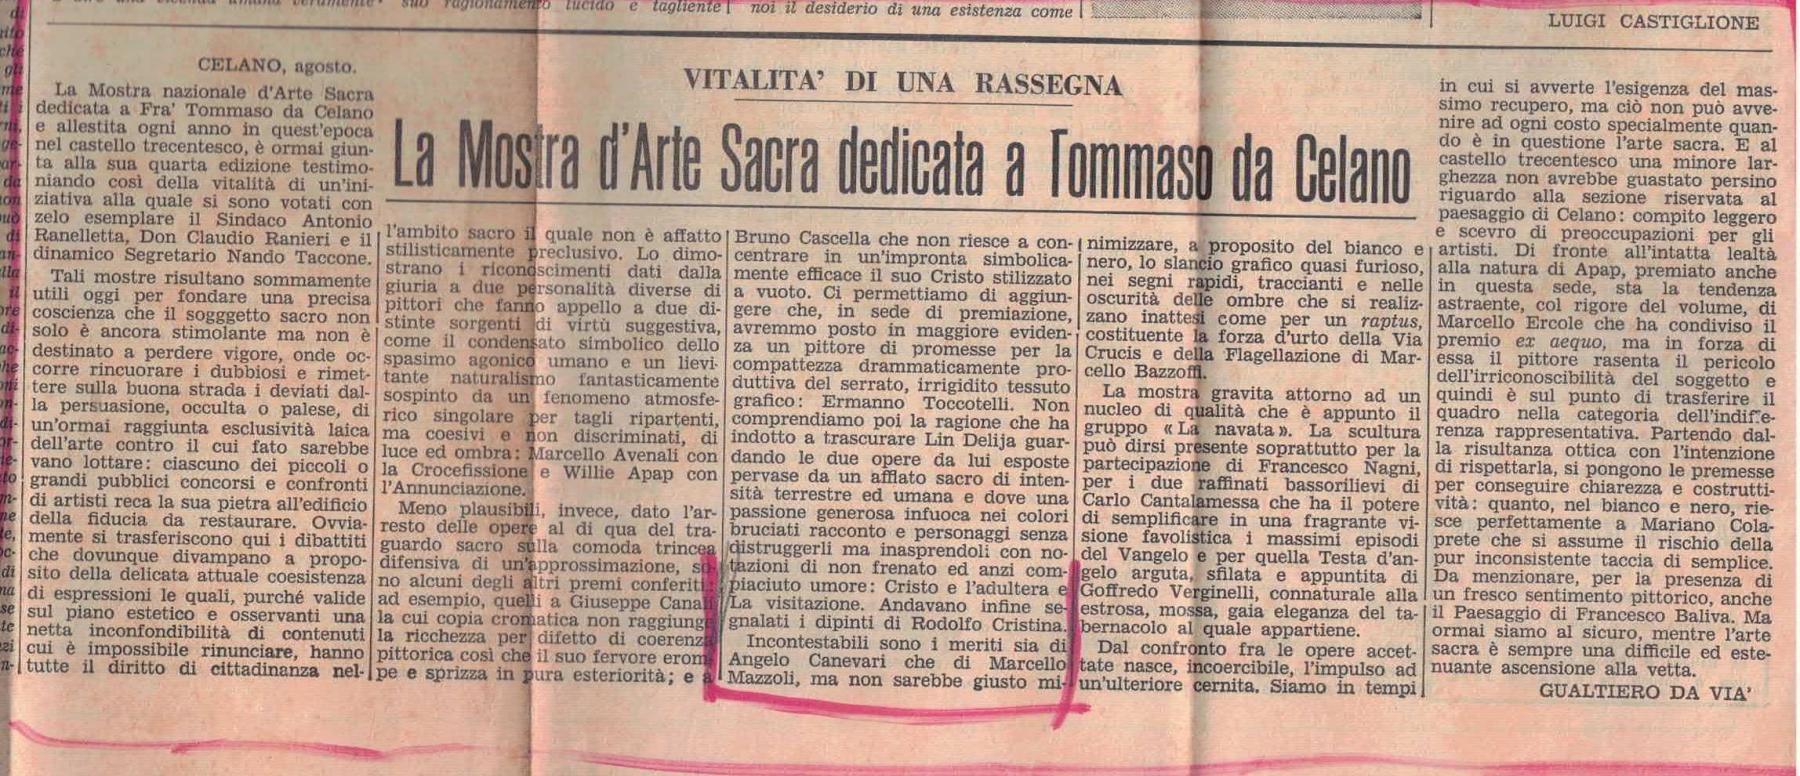 suo ragionamento lucido e tagliente
noi il desiderio di una esistenza come
LUIGI CASTIGLIONE
VITALITA' DI UNA RASSEGNA
La Mostra d'Arte Sacra dedicata a Tommaso da Celano
CELANO, agosto.
La Mostra nazionale d'Arte Sacra
dedicata a Fra' Tommaso da Celano
e allestita ogni anno in quest'epoca
nel castello trecentesco, è ormai giun-
ta alla sua quarta edizione testimo-
niando così della vitalità di un'ini-
ziativa alla quale si sono votati con
zelo esemplare il Sindaco Antonio
Ranelletta, Don Claudio Ranieri e il
dinamico Segretario Nando Taccone.
Tali mostre risultano sommamente
utili oggi per fondare una precisa
coscienza che il sogggetto sacro non
solo è ancora stimolante ma non è
destinato a perdere vigore, onde oc-
corre rincuorare i dubbiosi e rimet-
tere sulla buona strada i deviati dal-
la persuasione, occulta o palese, di
un'ormai raggiunta esclusività laica
dell'arte contro il cui fato sarebbe
vano lottare: ciascuno dei piccoli o
grandi pubblici concorsi e confronti
di artisti reca la sua pietra all'edificio
della fiducia da restaurare. Ovvia-
mente si trasferiscono qui i dibattiti
che dovunque divampano a propo-
sito della delicata attuale coesistenza
di espressioni le quali, purché valide
sul piano estetico e osservanti una
netta inconfondibilità di contenuti
cui è impossibile rinunciare, hanno
tutte il diritto di cittadinanza nel-
l'ambito sacro il quale non è affatto
stilisticamente preclusivo. Lo dimo-
strano i riconoscimenti dati dalla
giuria a due personalità diverse di
pittori che fanno appello a due di-
stinte sorgenti di virtù suggestiva,
come il condensato simbolico dello
spasimo agonico umano e un lievi-
tante naturalismo fantasticamente
sospinto da un fenomeno atmosfe-
rico singolare per tagli ripartenti,
ma coesivi e non discriminati, di
luce ed ombra: Marcello Avenali con
la Crocefissione e Willie Apap con
l'Annunciazione.
Meno plausibili, invece, dato l'ar-
resto delle opere al di qua del tra-
guardo sacro sulla comoda trincea
difensiva di un'approssimazione, so-
no alcuni degli altri premi conferiti:
ad esempio, quelli a Giuseppe Canali
la cui copia cromatica non raggiunge
la ricchezza per difetto di coerenza
pittorica così che il suo fervore erom-
pe e sprizza in pura esteriorità; e a
Bruno Cascella che non riesce a con-
centrare in un'impronta simbolica-
mente efficace il suo Cristo stilizzato
a vuoto. Ci permettiamo di aggiun-
gere che, in sede di premiazione,
avremmo posto in maggiore eviden-
za un pittore di promesse per la
compattezza drammaticamente pro-
duttiva del serrato, irrigidito tessuto
grafico: Ermanno Toccotelli. Non
comprendiamo poi la ragione che ha
indotto a trascurare Lin Delija guar-
dando le due opere da lui esposte
pervase da un afflato sacro di inten-
sità terrestre ed umana e dove una
passione generosa infuoca nei colori
bruciati racconto e personaggi senza
distruggerli ma inasprendoli con no-
tazioni di non frenato ed anzi com-
piaciuto umore: Cristo e l'adultera e
La visitazione. Andavano infine se-
gnalati i dipinti di Rodolfo Cristina.
Incontestabili sono i meriti sia di
Angelo Canevari che di Marcello
Mazzoli, ma non sarebbe giusto mi-
nimizzare, a proposito del bianco e
nero, lo slancio grafico quasi furioso,
nei segni rapidi, traccianti e nelle
oscurità delle ombre che si realiz-
zano inattesi come per un raptus,
costituente la forza d'urto della Via
Crucis e della Flagellazione di Mar-
cello Bazzoffi.
La mostra gravita attorno ad un
nucleo di qualità che è appunto il
gruppo « La navata ». La scultura
può dirsi presente soprattutto per la
partecipazione di Francesco Nagni,
per i due raffinati bassorilievi di
Carlo Cantalamessa che ha il potere
di semplificare in una fragrante vi-
sione favolistica i massimi episodi
del Vangelo e per quella Testa d'an-
gelo arguta, sfilata e appuntita di
Goffredo Verginelli, connaturale alla
estrosa, mossa, gaia eleganza del ta-
bernacolo al quale appartiene.
Dal confronto fra le opere accet-
tate nasce, incoercibile, l'impulso ad
un'ulteriore cernita. Siamo in tempi
in cui si avverte l'esigenza del mas-
simo recupero, ma ciò non può avve-
nire ad ogni costo specialmente quan-
do è in questione l'arte sacra. E al
castello trecentesco una minore lar-
ghezza non avrebbe guastato persino
riguardo alla sezione riservata al
paesaggio di Celano: compito leggero
e scevro di preoccupazioni per gli
artisti. Di fronte all'intatta lealtà
alla natura di Apap, premiato anche
in questa sede, sta la tendenza
astraente, col rigore del volume, di
Marcello Ercole che ha condiviso il
premio ex aequo, ma in forza di
essa il pittore rasenta il pericolo
dell'irriconoscibilità del soggetto e
quindi è sul punto di trasferire il
quadro nella categoria dell'indiffe-
renza rappresentativa. Partendo dal-
la risultanza ottica con l'intenzione
di rispettarla, si pongono le premesse
per conseguire chiarezza e costrutti-
vità: quanto, nel bianco e nero, rie-
sce perfettamente a Mariano Cola-
prete che si assume il rischio della
pur inconsistente taccia di semplice.
Da menzionare, per la presenza di
un fresco sentimento pittorico, anche
il Paesaggio di Francesco Baliva. Ma
ormai siamo al sicuro, mentre l'arte
sacra è sempre una difficile ed este-
nuante ascensione alla vetta.
GUALTIERO DA VIA'